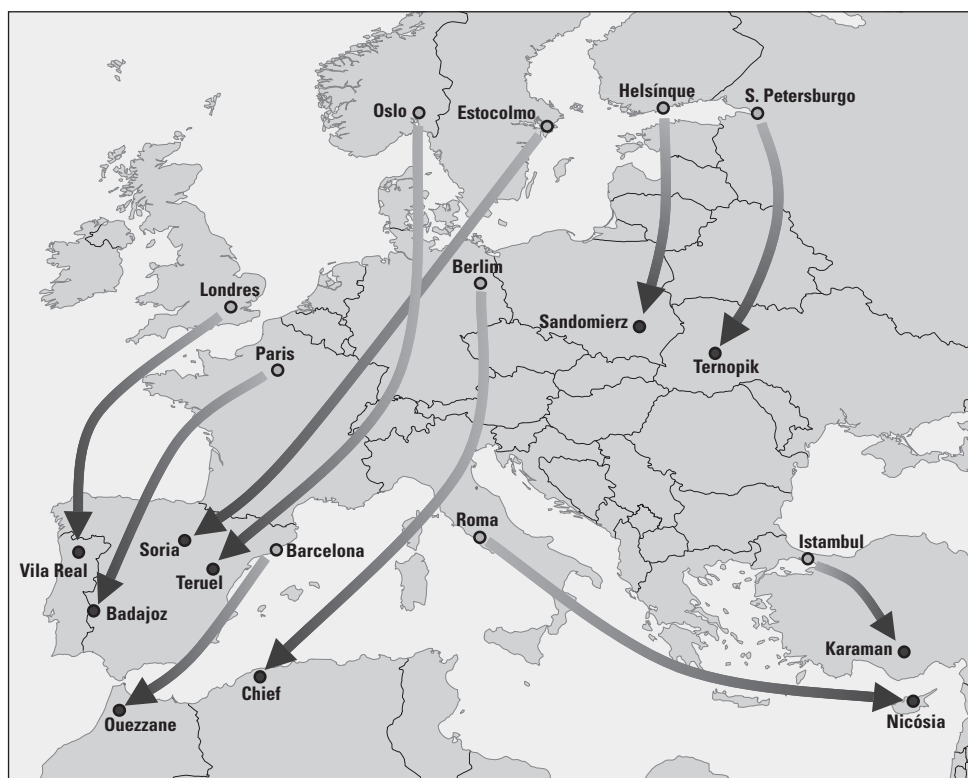 Helsínque
S. Petersburgo
Oslo
Estocolmo
Berlim
Londres
Sandomierz
Paris
Ternopik
Roma
Istambul
Soria
Barcelona
Vila Real
Teruel
Badajoz
Karaman
Chief
Ouezzane
Nicósia